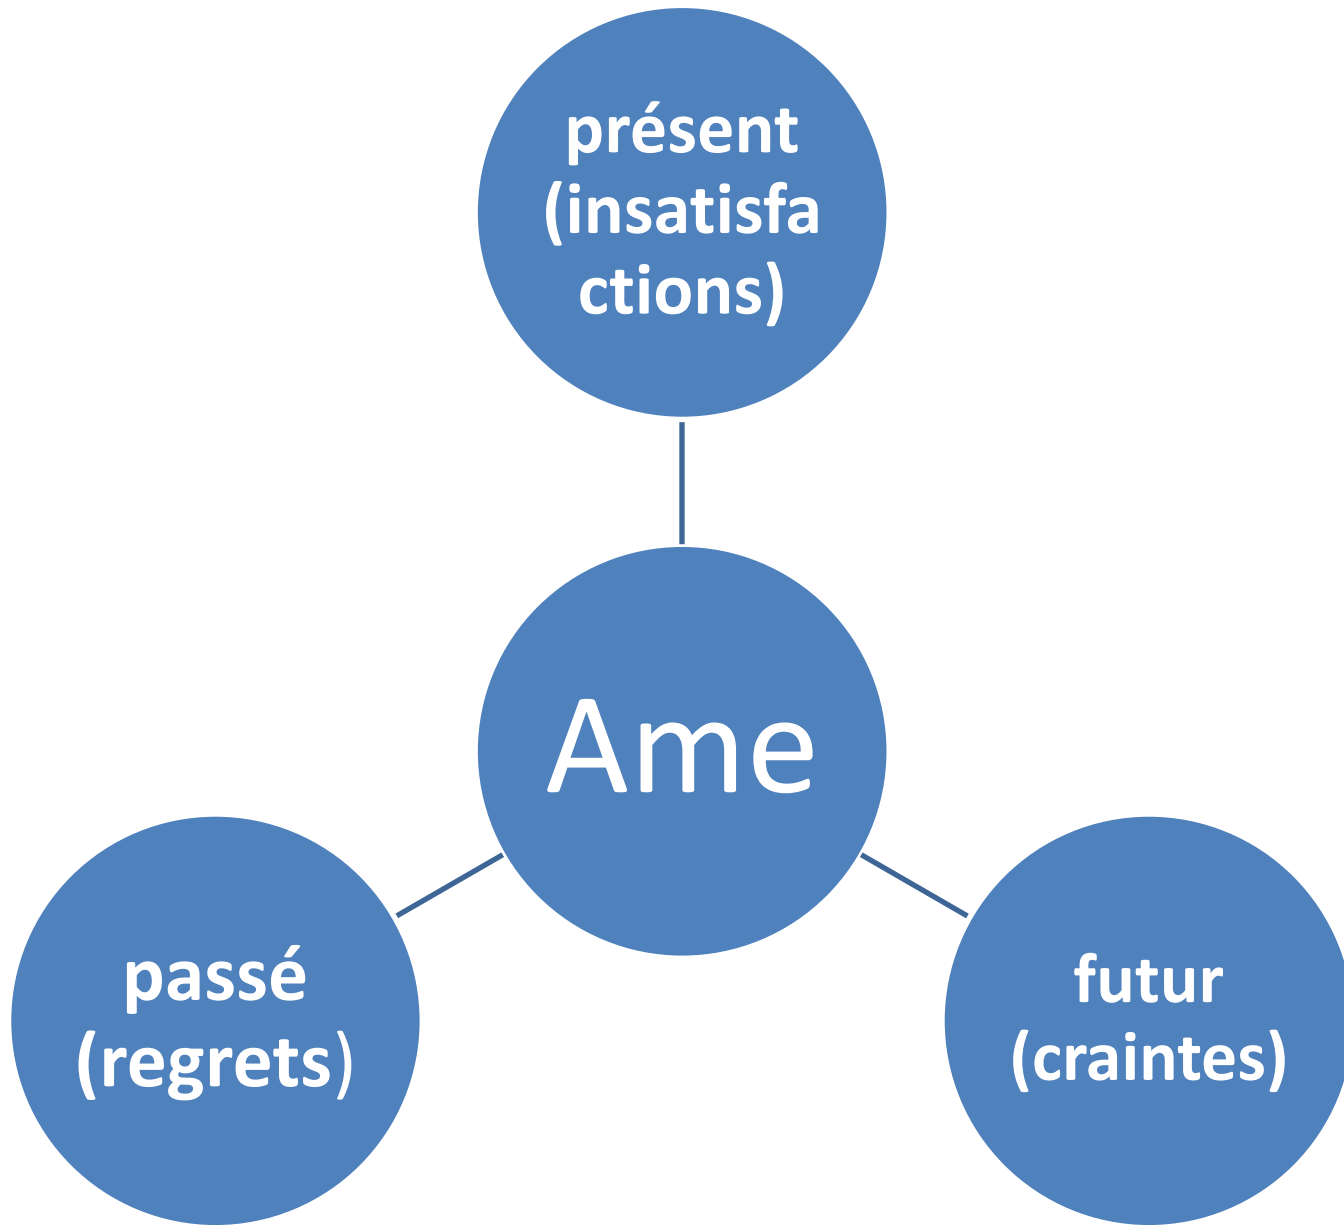 présent
(insatisfa
ctions)
Ame
passé
(regrets)
futur
(craintes)